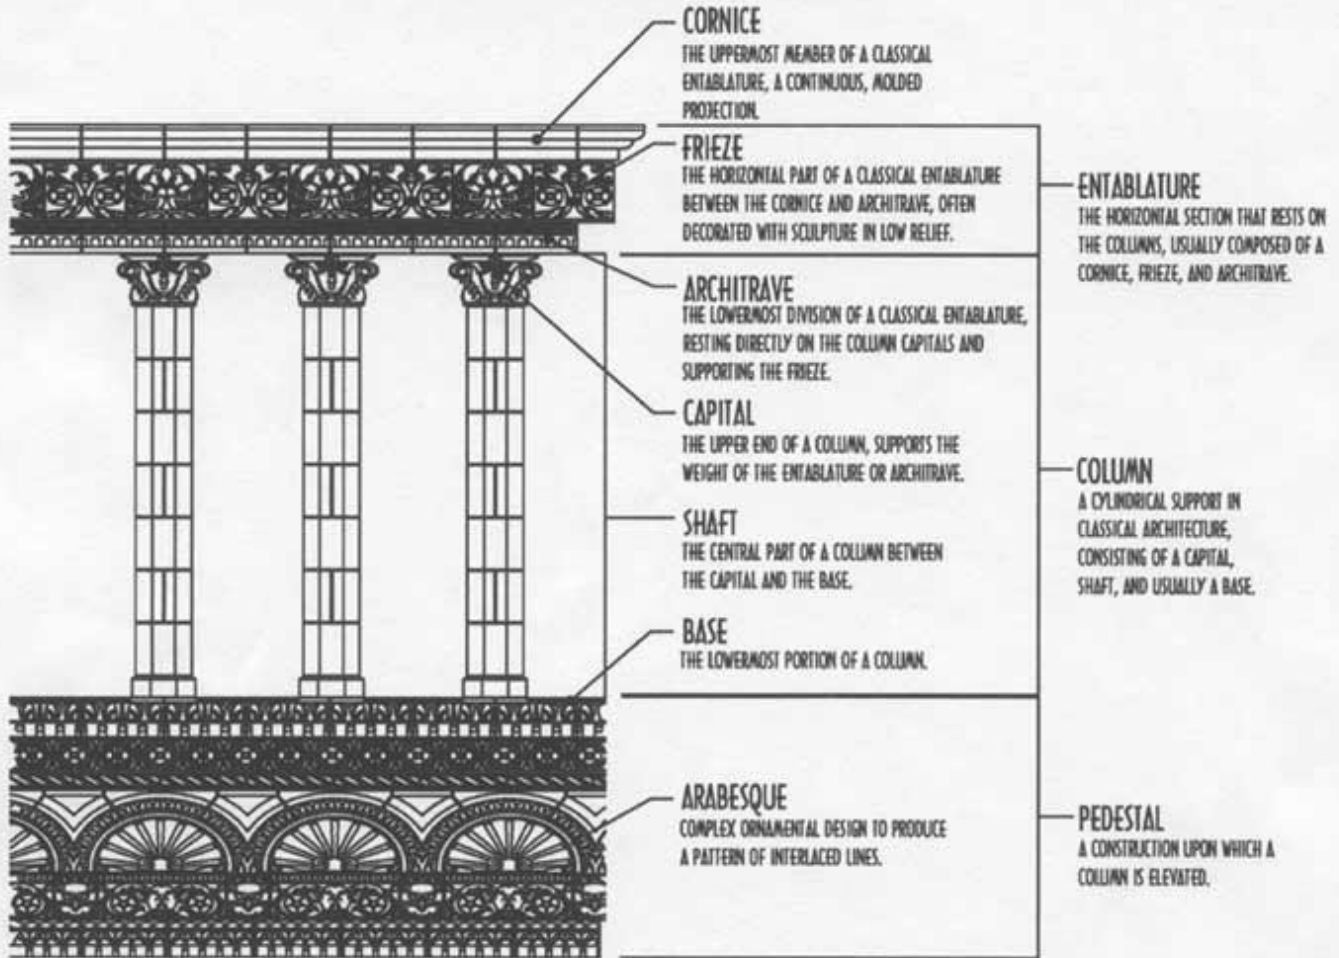 CORNICE
THE UPPERMOST MEMBER OF A CLASSICAL
ENTABLATURE, A CONTINUOUS, MOLDED
PROJECTION.
FRIEZE
THE HORIZONTAL PART OF A CLASSICAL ENTABLATURE
BETWEEN THE CORNICE AND ARCHITRAVE, OFTEN
DECORATED WITH SCULPTURE IN LOW RELIEF.
ARCHITRAVE
THE LOWERMOST DIVISION OF A CLASSICAL ENTABLATURE,
RESTING DIRECTLY ON THE COLUMN CAPITALS AND
SUPPORTING THE FRIEZE.
CAPITAL
THE UPPER END OF A COLUMN, SUPPORTS THE
WEIGHT OF THE ENTABLATURE OR ARCHITRAVE.
SHAFT
THE CENTRAL PART OF A COLUMN BETWEEN
THE CAPITAL AND THE BASE.
BASE
THE LOWERMOST PORTION OF A COLUMN.
ARABESQUE
COMPLEX ORNAMENTAL DESIGN TO PRODUCE
A PATTERN OF INTERLACED LINES.
ENTABLATURE
THE HORIZONTAL SECTION THAT RESTS ON
THE COLUMNS, USUALLY COMPOSED OF A
CORNICE, FRIEZE, AND ARCHITRAVE.
COLUMN
A CYLINDRICAL SUPPORT IN
CLASSICAL ARCHITECTURE,
CONSISTING OF A CAPITAL,
SHAFT, AND USUALLY A BASE.
PEDESTAL
A CONSTRUCTION UPON WHICH A
COLUMN IS ELEVATED.